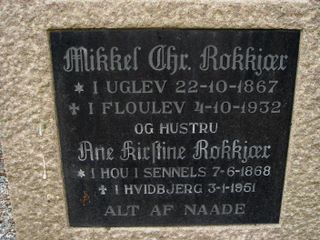 Mikkel Chr. Rokkjær
* I UGLEV 22-10-1867
✝ I FLOULEV 4-10-1932
OG HUSTRU
Ane Kirstine Rokkjær
* I HOU I SENNELS 7-6-1868
✝ I HVIDBJERG 3-1-1951
ALT AF NAADE